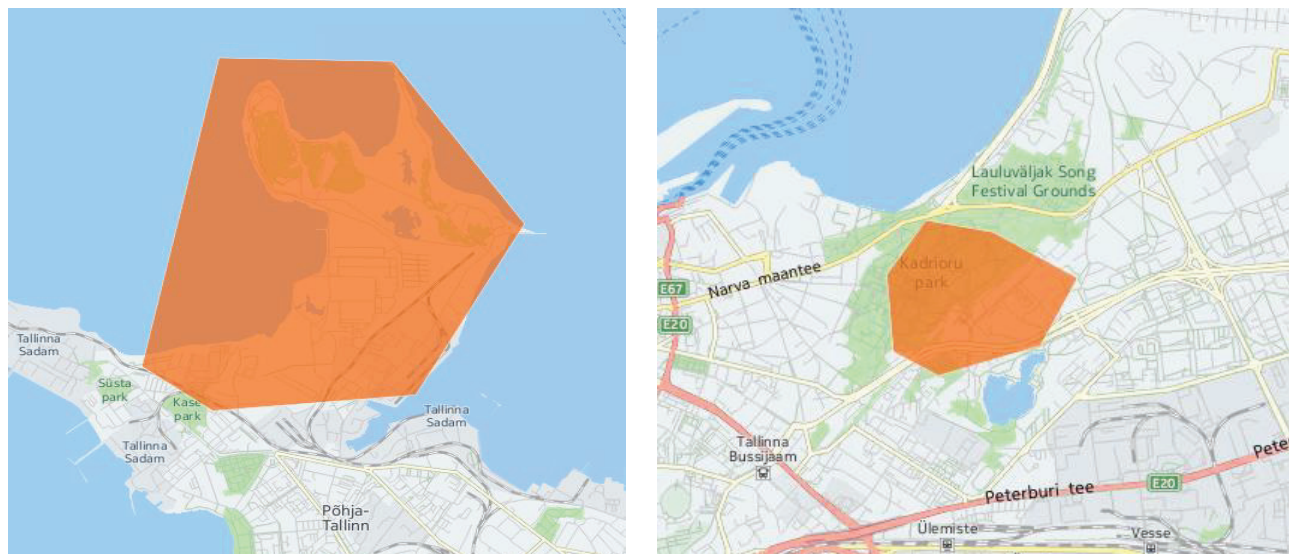 Tallinna
Sadam
Süsta
park
Kase
park
Tallinna
Sadam
Tallinna
Sadam
Põhja-
Tallinn
Lauluväljak Song
Festival Grounds
Kadrioru
park
Narva maantee
E67
E20
Tallinna
Bussijaam
Peterburi tee
E20
Ülemiste
Vesse